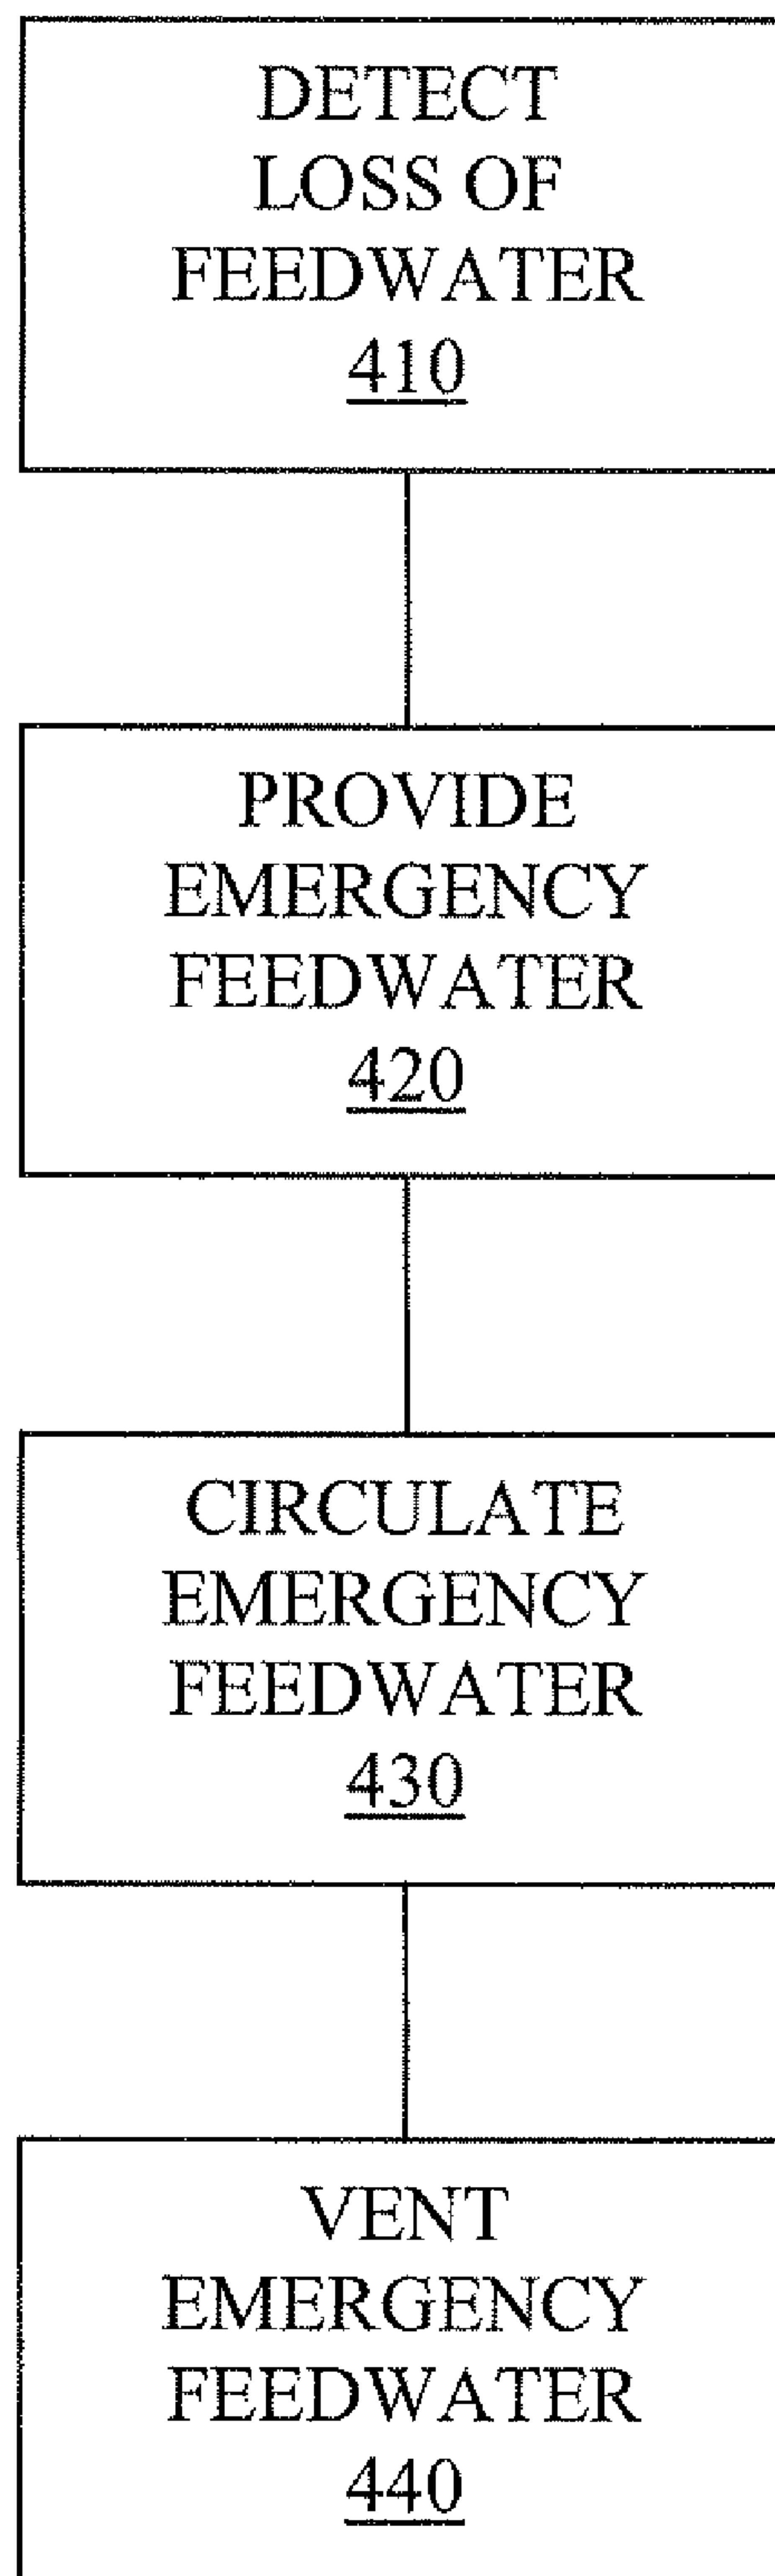 DETECT
LOSS OF
FEEDWATER
410
PROVIDE
EMERGENCY
FEEDWATER
420
CIRCULATE
EMERGENCY
FEEDWATER
430
VENT
EMERGENCY
FEEDWATER
440